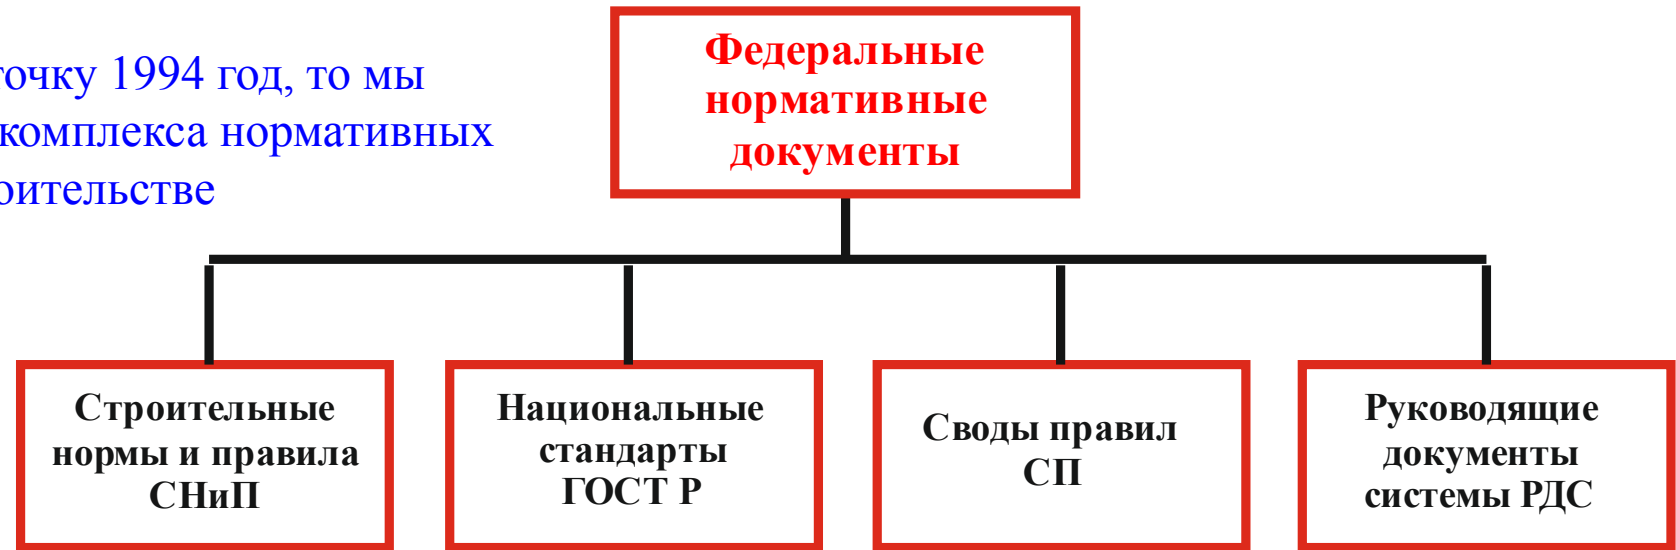 точку 1994 год, то мы
комплекса нормативных
оительстве
Федеральные
нормативные
документы
Строительные
нормы и правила
СНиП
Национальные
стандарты
ГОСТ Р
Своды правил
СП
Руководящие
документы
системы РДС